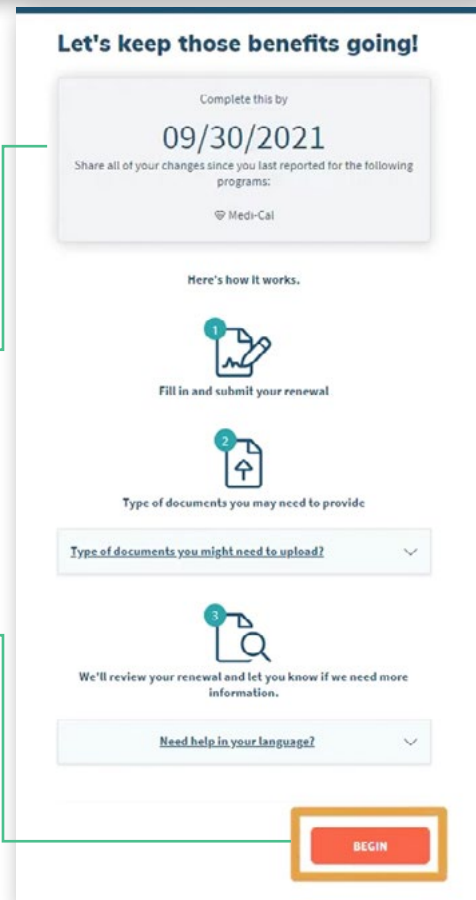 Let's keep those benefits going!
Complete this by
09/30/2021
Share all of your changes since you last reported for the following
programs:
Medi-Cal
Here's how it works.
1
Fill in and submit your renewal
2
Type of documents you may need to provide
Type of documents you might need to upload?
3
We'll review your renewal and let you know if we need more
information.
Need help in your language?
BEGIN